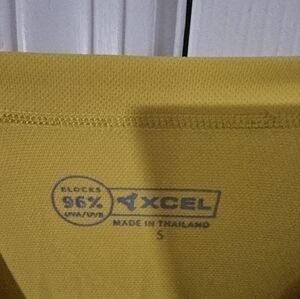 BLOCKS
96%
UVA/UVB
XCEL
MADE IN THAILAND
S